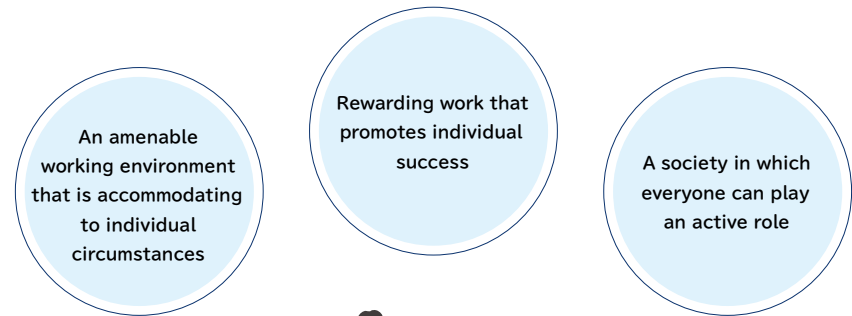 An amenable
working environment
that is accommodating
to individual
circumstances
Rewarding work that
promotes individual
success
A society in which
everyone can play
an active role